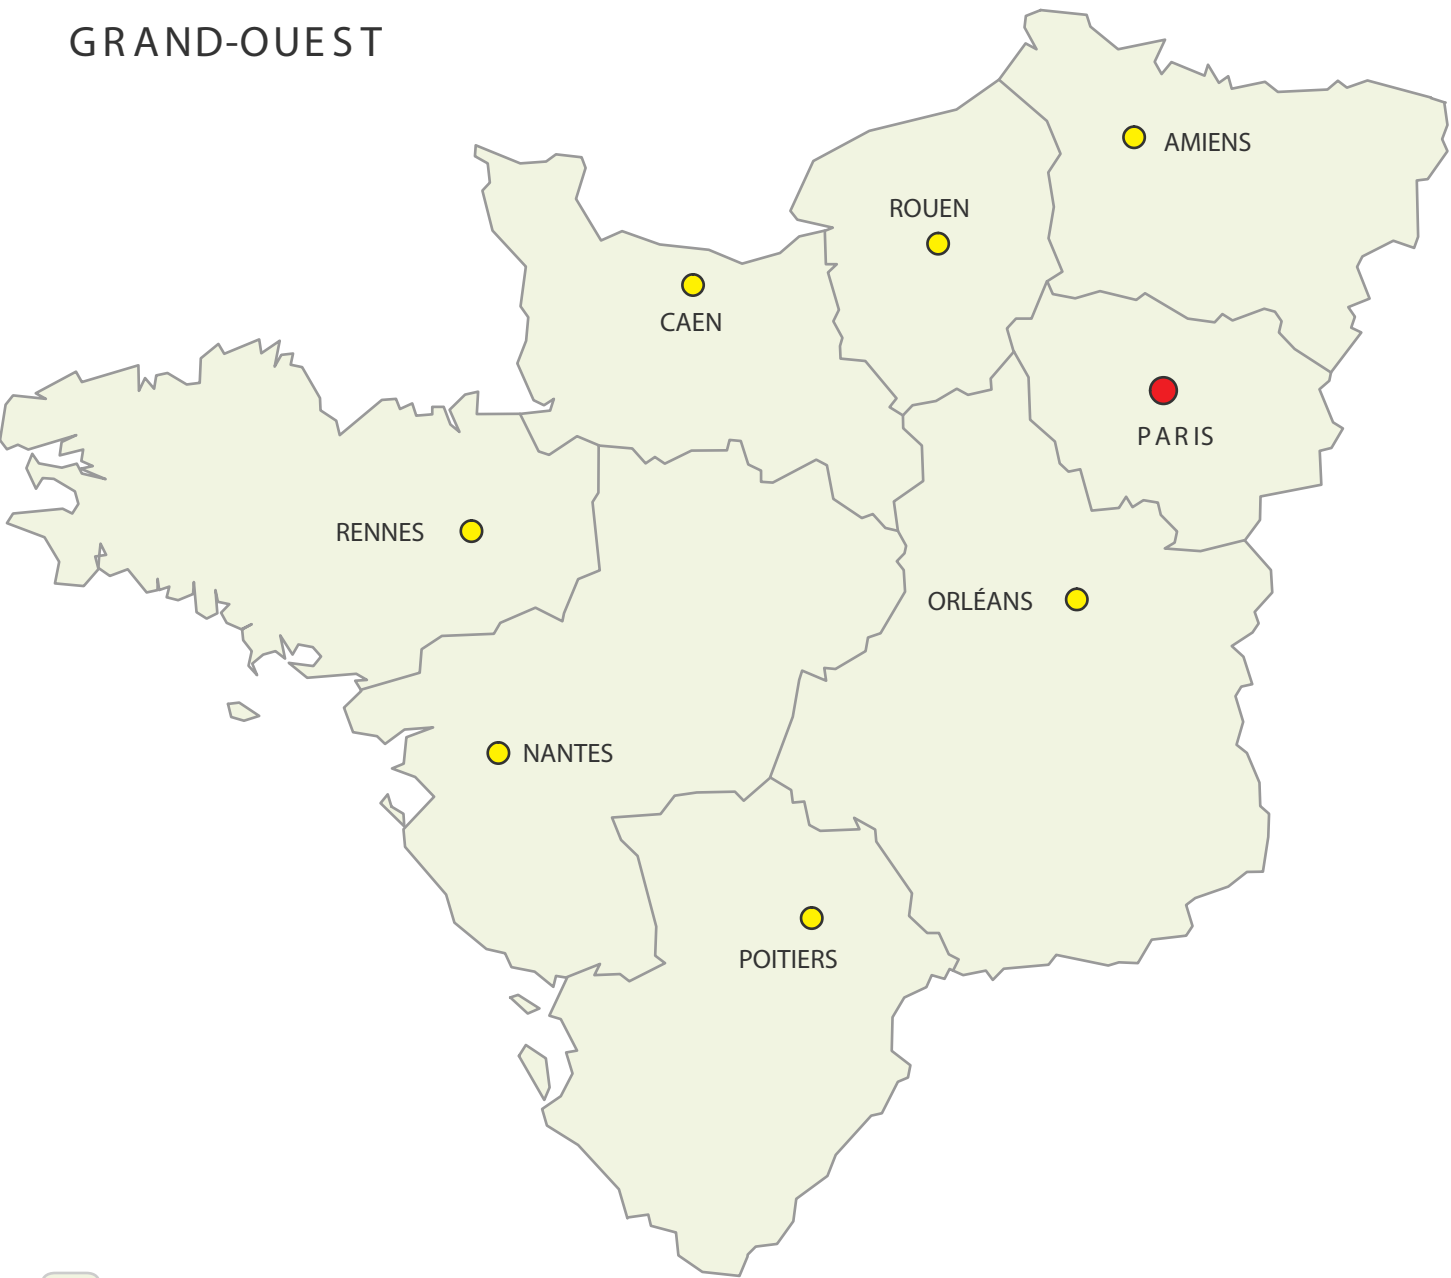 GRAND-OUEST
AMIENS
ROUEN
CAEN
PARIS
RENNES
ORLÉANS
NANTES
POITIERS